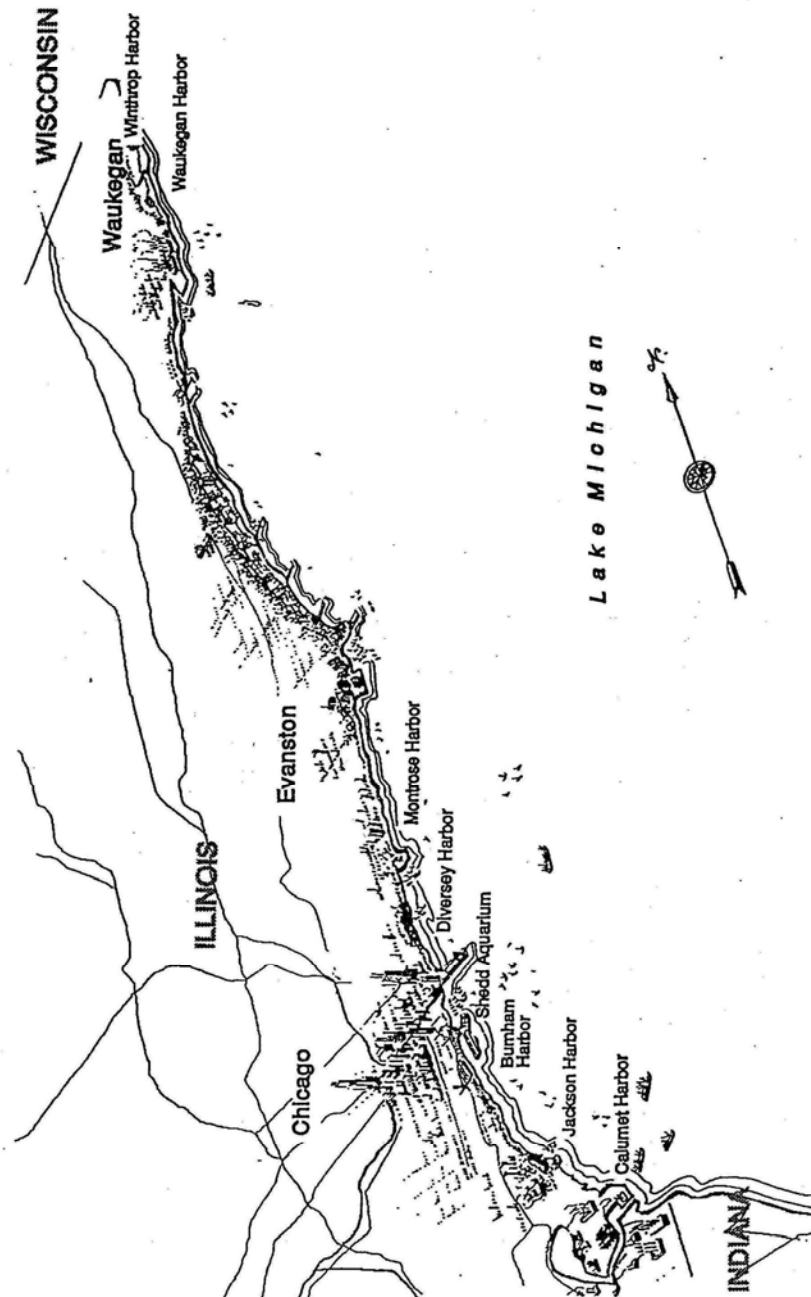 WISCONSIN
Winthrop Harbor
Waukegan
Waukegan Harbor
Lake Michigan
Evanston
ILLINOIS
Montrose Harbor
Diversey Harbor
Shedd Aquarium
Chicago
Burnham
Harbor
Jackson Harbor
Calumet Harbor
INDIANA